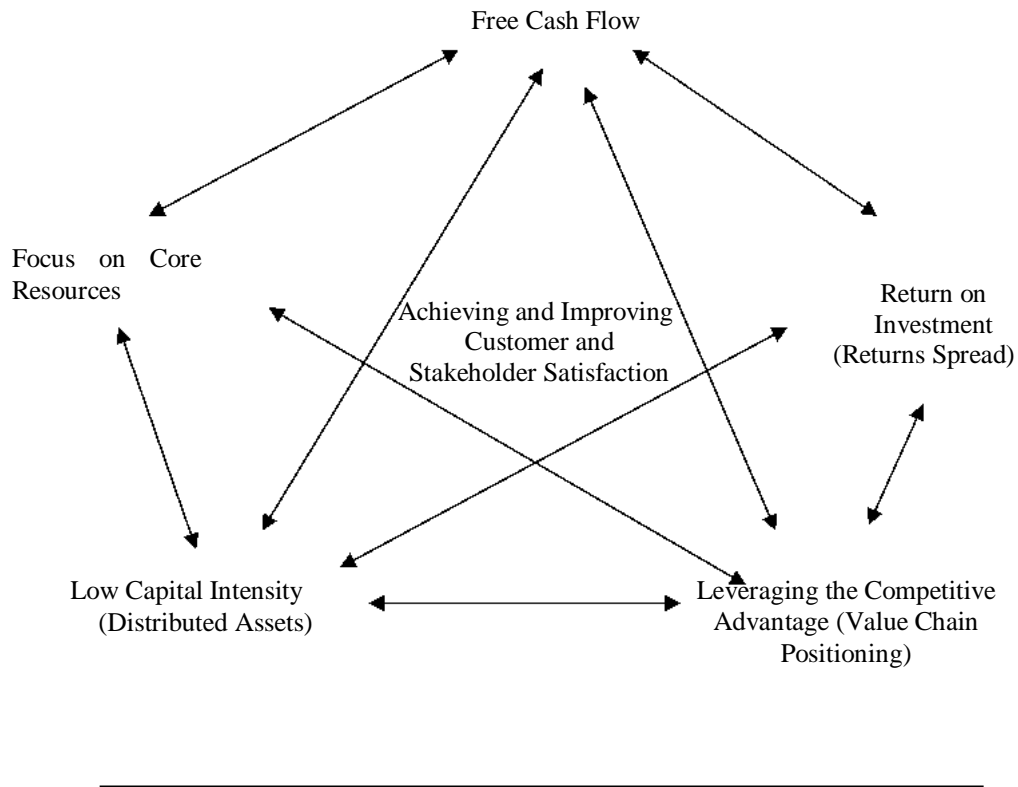 Free Cash Flow
Focus on Core
Resources
Achieving and Improving
Customer and
Stakeholder Satisfaction
Return on
Investment
(Returns Spread)
Low Capital Intensity
(Distributed Assets)
Leveraging the Competitive
Advantage (Value Chain
Positioning)